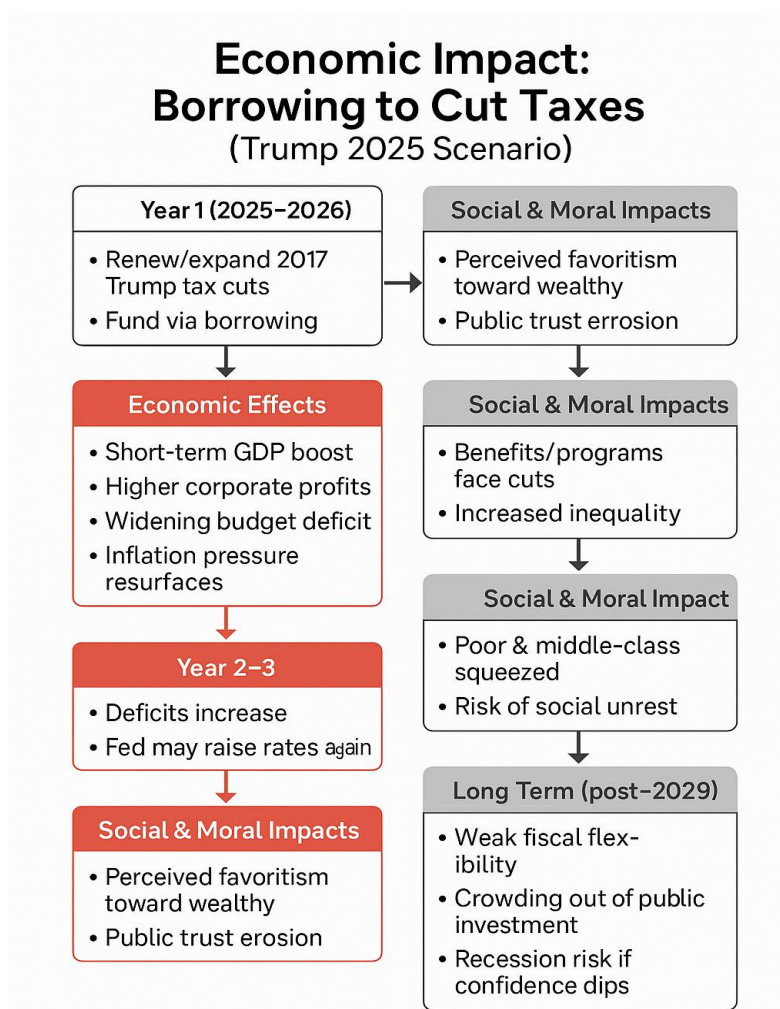 Economic Impact:
Borrowing to Cut Taxes
(Trump 2025 Scenario)
Year 1 (2025–2026)
• Renew/expand 2017
Trump tax cuts
• Fund via borrowing
Economic Effects
• Short-term GDP boost
• Higher corporate profits
• Widening budget deficit
• Inflation pressure
resurfaces
Year 2–3
• Deficits increase
• Fed may raise rates again
Social & Moral Impacts
• Perceived favoritism
toward wealthy
• Public trust erosion
Social & Moral Impacts
• Perceived favoritism
toward wealthy
• Public trust errosion
Social & Moral Impacts
• Benefits/programs
face cuts
• Increased inequality
Social & Moral Impact
• Poor & middle-class
squeezed
• Risk of social unrest
Long Term (post–2029)
• Weak fiscal flex-
ibility
• Crowding out of public
investment
• Recession risk if
confidence dips